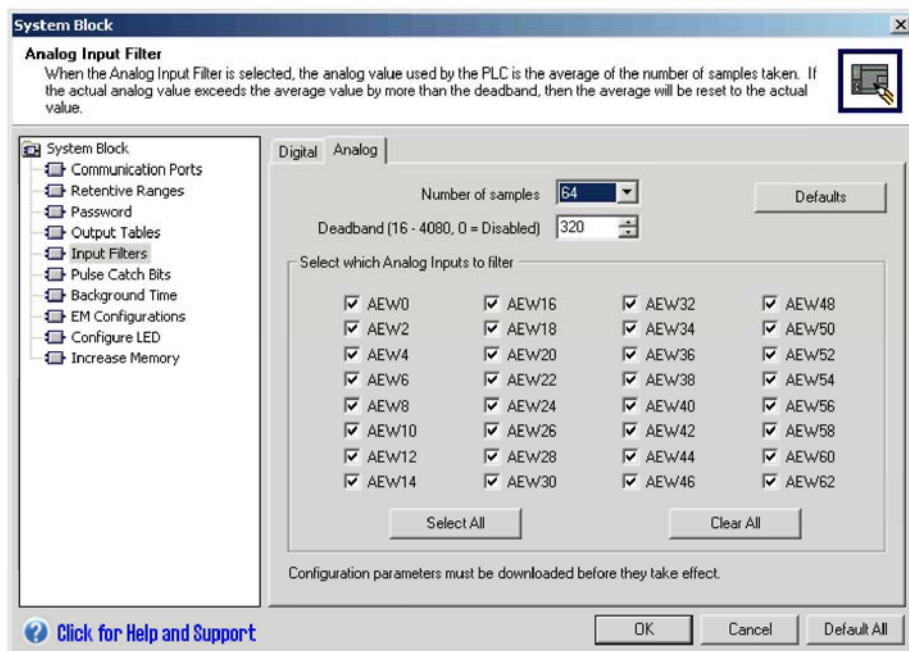 System Block
Analog Input Filter
When the Analog Input Filter is selected, the analog value used by the PLC is the average of the number of samples taken. If
the actual analog value exceeds the average value by more than the deadband, then the average will be reset to the actual
value.
System Block
Communication Ports
Retentive Ranges
Password
Output Tables
Input Filters
Pulse Catch Bits
Background Time
EM Configurations
Configure LED
Increase Memory
Digital Analog
Number of samples 64 Defaults
Deadband (16 - 4080, 0 = Disabled) 320
Select which Analog Inputs to filter
AEW0 AEW16 AEW32 AEW48
AEW2 AEW18 AEW34 AEW50
AEW4 AEW20 AEW36 AEW52
AEW6 AEW22 AEW38 AEW54
AEW8 AEW24 AEW40 AEW56
AEW10 AEW26 AEW42 AEW58
AEW12 AEW28 AEW44 AEW60
AEW14 AEW30 AEW46 AEW62
Select All Clear All
Configuration parameters must be downloaded before they take effect.
? Click for Help and Support OK Cancel Default All